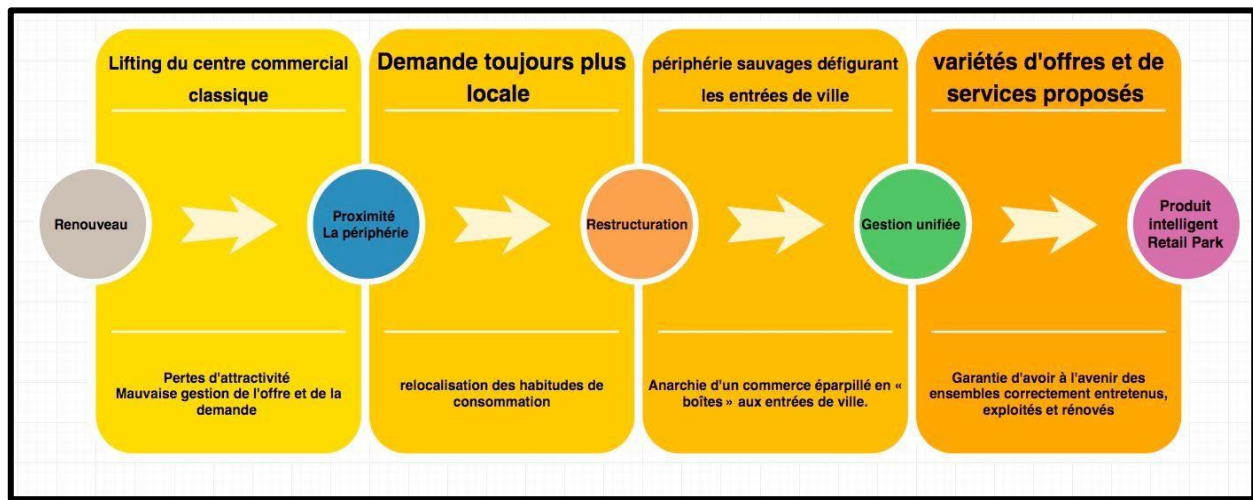 Lifting du centre commercial
classique
Demande toujours plus
locale
périphérie sauvages défigurant
les entrées de ville
variétés d'offres et de
services proposés
Renouveau
Proximité
La périphérie
Restructuration
Gestion unifiée
Produit
intelligent
Retail Park
Pertes d'attractivité
Mauvaise gestion de l'offre et de la
demande
relocalisation des habitudes de
consommation
Anarchie d'un commerce éparpillé en «
boîtes » aux entrées de ville.
Garantie d'avoir à l'avenir des
ensembles correctement entretenus,
exploités et rénovés